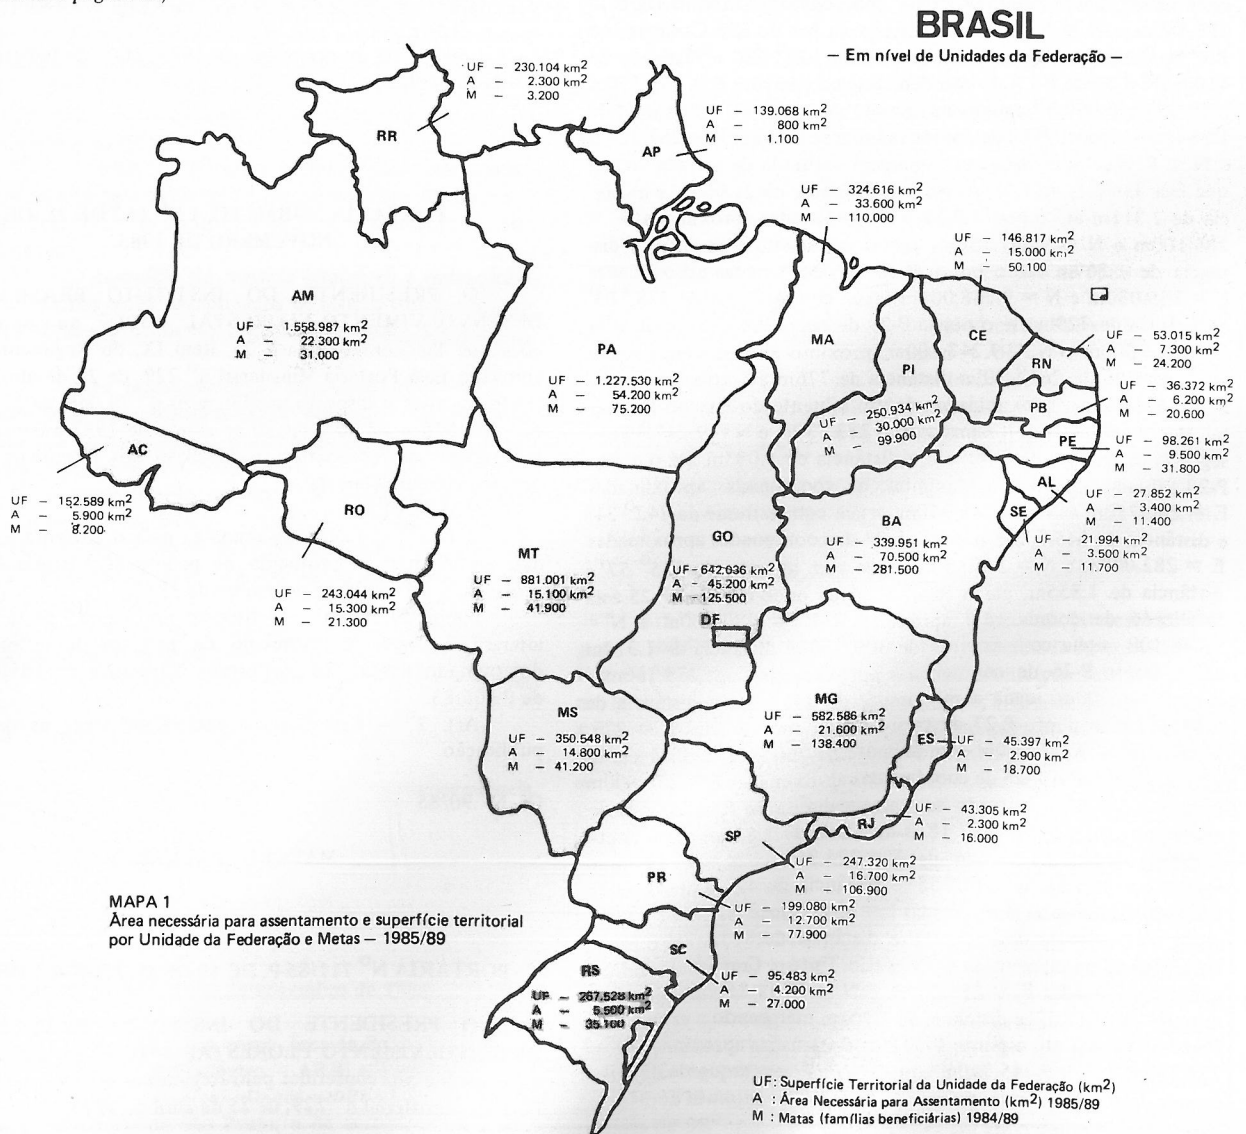 BRASIL
— Em nível de Unidades da Federação —
UF — 230.104 km2
A — 2.300 km2
M — 3.200
RR
UF — 139.068 km2
A — 800 km2
M — 1.100
AP
UF — 324.616 km2
A — 33.600 km2
M — 110.000
UF — 146.817 km2
A — 15.000 km2
M — 50.100
AM
UF — 1.558.987 km2
A — 22.300 km2
M — 31.000
PA
UF — 1.227.530 km2
A — 54.200 km2
M — 75.200
MA
PI
UF — 250.934 km2
A — 30.000 km2
M — 99.900
CE
RN
UF — 53.015 km2
A — 7.300 km2
M — 24.200
PB
UF — 36.372 km2
A — 6.200 km2
M — 20.600
PE
UF — 98.261 km2
A — 9.500 km2
M — 31.800
AL
UF — 27.852 km2
A — 3.400 km2
M — 11.400
SE
UF — 21.994 km2
A — 3.500 km2
M — 11.700
AC
UF — 152.589 km2
A — 5.900 km2
M — 8.200
RO
UF — 243.044 km2
A — 15.300 km2
M — 21.300
MT
UF — 881.001 km2
A — 15.100 km2
M — 41.900
GO
UF — 642.036 km2
A — 45.200 km2
M — 125.500
DF
BA
UF — 339.951 km2
A — 70.500 km2
M — 281.500
MS
UF — 350.548 km2
A — 14.800 km2
M — 41.200
MG
UF — 582.586 km2
A — 21.600 km2
M — 138.400
ES
UF — 45.397 km2
A — 2.900 km2
M — 18.700
RJ
UF — 43.305 km2
A — 2.300 km2
M — 16.000
SP
UF — 247.320 km2
A — 16.700 km2
M — 106.900
PR
UF — 199.080 km2
A — 12.700 km2
M — 77.900
SC
UF — 95.483 km2
A — 4.200 km2
M — 27.000
RS
UF — 267.528 km2
A — 5.500 km2
M — 35.100
MAPA 1
Área necessária para assentamento e superfície territorial
por Unidade da Federação e Metas — 1985/89
UF: Superfície Territorial da Unidade da Federação (km2)
A : Área Necessária para Assentamento (km2) 1985/89
M : Matas (famílias beneficiárias) 1984/89